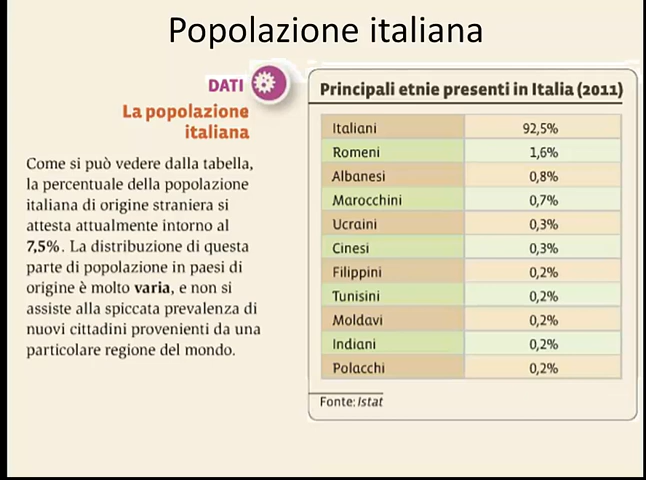 Popolazione italiana
DATI
La popolazione
italiana
Come si può vedere dalla tabella,
la percentuale della popolazione
italiana di origine straniera si
attesta attualmente intorno al
7,5%. La distribuzione di questa
parte di popolazione in paesi di
origine è molto varia, e non si
assiste alla spiccata prevalenza di
nuovi cittadini provenienti da una
particolare regione del mondo.
Principali etnie presenti in Italia (2011)
Italiani 92,5%
Romeni 1,6%
Albanesi 0,8%
Marocchini 0,7%
Ucraini 0,3%
Cinesi 0,3%
Filippini 0,2%
Tunisini 0,2%
Moldavi 0,2%
Indiani 0,2%
Polacchi 0,2%
Fonte: Istat